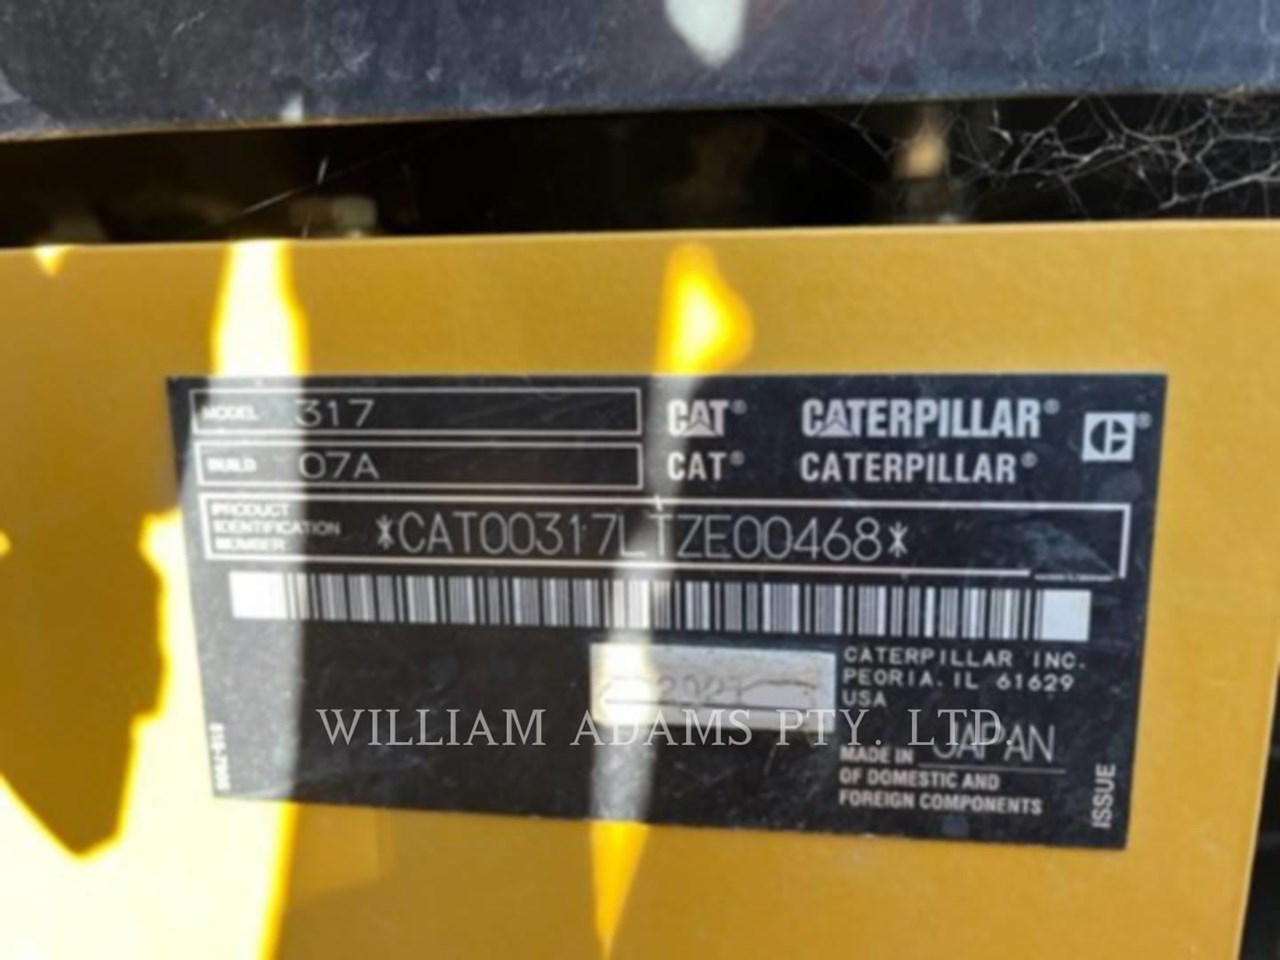 MODEL 317
BUILD 07A
CAT® CATERPILLAR®
CAT® CATERPILLAR®
PRODUCT IDENTIFICATION NUMBER *CAT00317LTZE00468*
2021
CATERPILLAR INC.
PEORIA, IL 61629
USA
WILLIAM ADAMS PTY. LTD.
MADE IN JAPAN
OF DOMESTIC AND
FOREIGN COMPONENTS
ISSUE